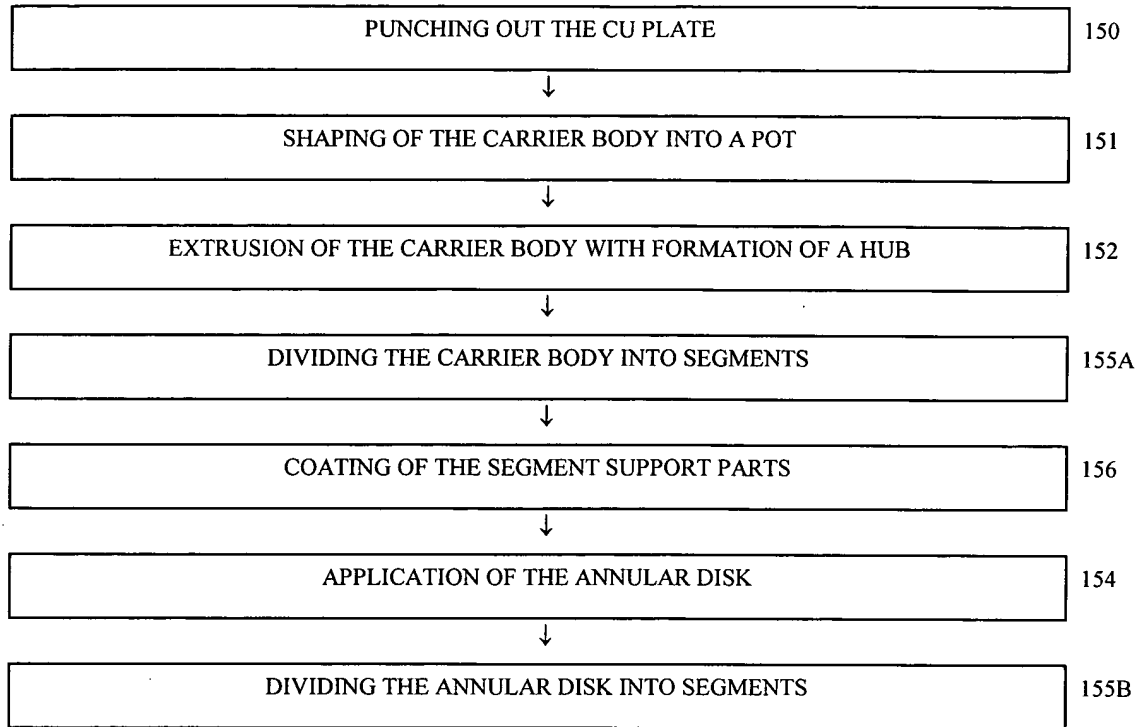 PUNCHING OUT THE CU PLATE 150
↓
SHAPING OF THE CARRIER BODY INTO A POT 151
↓
EXTRUSION OF THE CARRIER BODY WITH FORMATION OF A HUB 152
↓
DIVIDING THE CARRIER BODY INTO SEGMENTS 155A
↓
COATING OF THE SEGMENT SUPPORT PARTS 156
↓
APPLICATION OF THE ANNULAR DISK 154
↓
DIVIDING THE ANNULAR DISK INTO SEGMENTS 155B